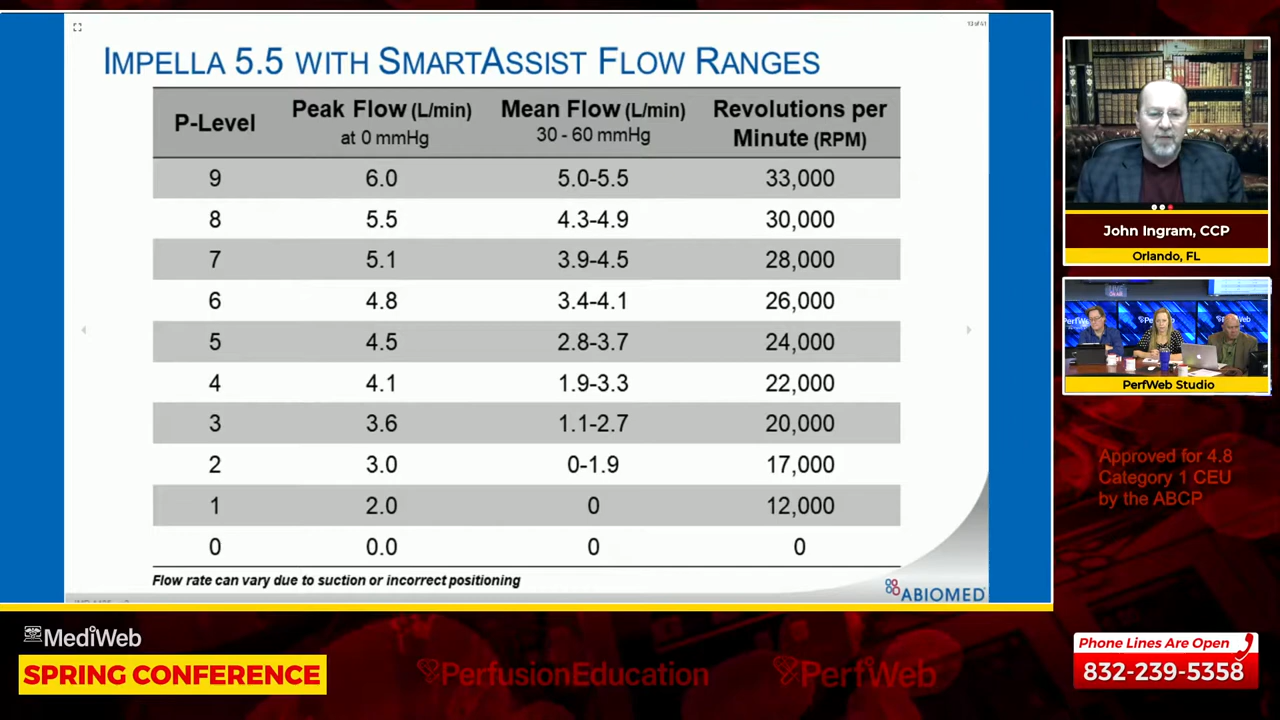 IMPELLA 5.5 WITH SMARTASSIST FLOW RANGES
P-Level Peak Flow (L/min) at 0 mmHg Mean Flow (L/min) 30 - 60 mmHg Revolutions per Minute (RPM)
9 6.0 5.0-5.5 33,000
8 5.5 4.3-4.9 30,000
7 5.1 3.9-4.5 28,000
6 4.8 3.4-4.1 26,000
5 4.5 2.8-3.7 24,000
4 4.1 1.9-3.3 22,000
3 3.6 1.1-2.7 20,000
2 3.0 0-1.9 17,000
1 2.0 0 12,000
0 0.0 0 0
Flow rate can vary due to suction or incorrect positioning
ABIOMED
John Ingram, CCP
Orlando, FL
PerfWeb Studio
Approved for 4.8
Category 1 CEU
by the ABCP
MediWeb
SPRING CONFERENCE
PerfusionEducation
PerfWeb
Phone Lines Are Open
832-239-5358